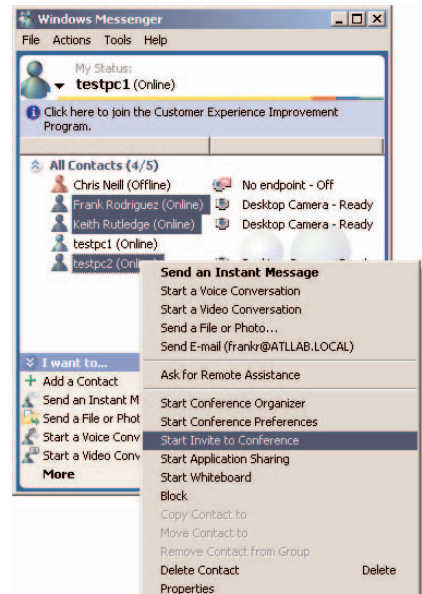 Windows Messenger
File Actions Tools Help
My Status:
testpc1 (Online)
Click here to join the Customer Experience Improvement
Program.
All Contacts (4/5)
Chris Neill (Offline) No endpoint - Off
Frank Rodriguez (Online) Desktop Camera - Ready
Keith Rutledge (Online) Desktop Camera - Ready
testpc1 (Online)
testpc2 (Onli
Send an Instant Message
Start a Voice Conversation
Start a Video Conversation
Send a File or Photo...
Send E-mail (frankr@ATLLAB.LOCAL)
Ask for Remote Assistance
Start Conference Organizer
Start Conference Preferences
Start Invite to Conference
Start Application Sharing
Start Whiteboard
Block
Copy Contact to
Move Contact to
Remove Contact from Group
Delete Contact Delete
Properties
I want to...
Add a Contact
Send an Instant M
Send a File or Phot
Start a Voice Conv
Start a Video Conv
More